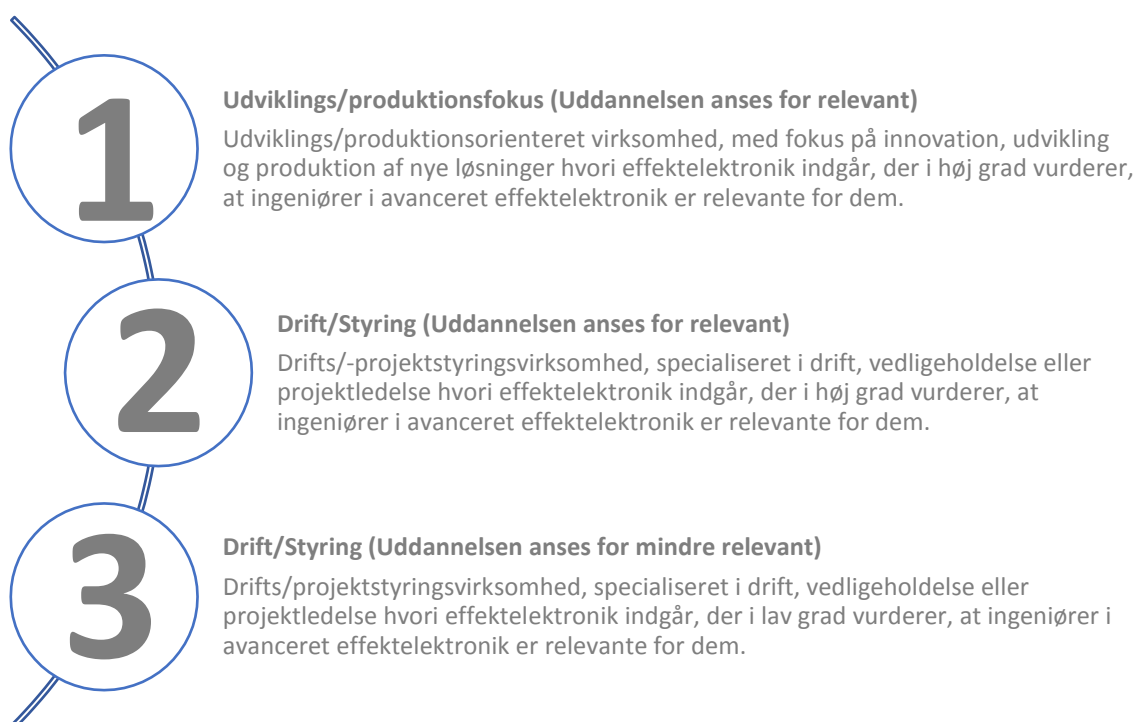 1
Udviklings/produktionsfokus (Uddannelsen anses for relevant)
Udviklings/produktionsorienteret virksomhed, med fokus på innovation, udvikling
og produktion af nye løsninger hvori effektelektronik indgår, der i høj grad vurderer,
at ingeniører i avanceret effektelektronik er relevante for dem.
2
Drift/Styring (Uddannelsen anses for relevant)
Drifts/-projektstyringsvirksomhed, specialiseret i drift, vedligeholdelse eller
projektledelse hvori effektelektronik indgår, der i høj grad vurderer, at
ingeniører i avanceret effektelektronik er relevante for dem.
3
Drift/Styring (Uddannelsen anses for mindre relevant)
Drifts/projektstyringsvirksomhed, specialiseret i drift, vedligeholdelse eller
projektledelse hvori effektelektronik indgår, der i lav grad vurderer, at ingeniører i
avanceret effektelektronik er relevante for dem.